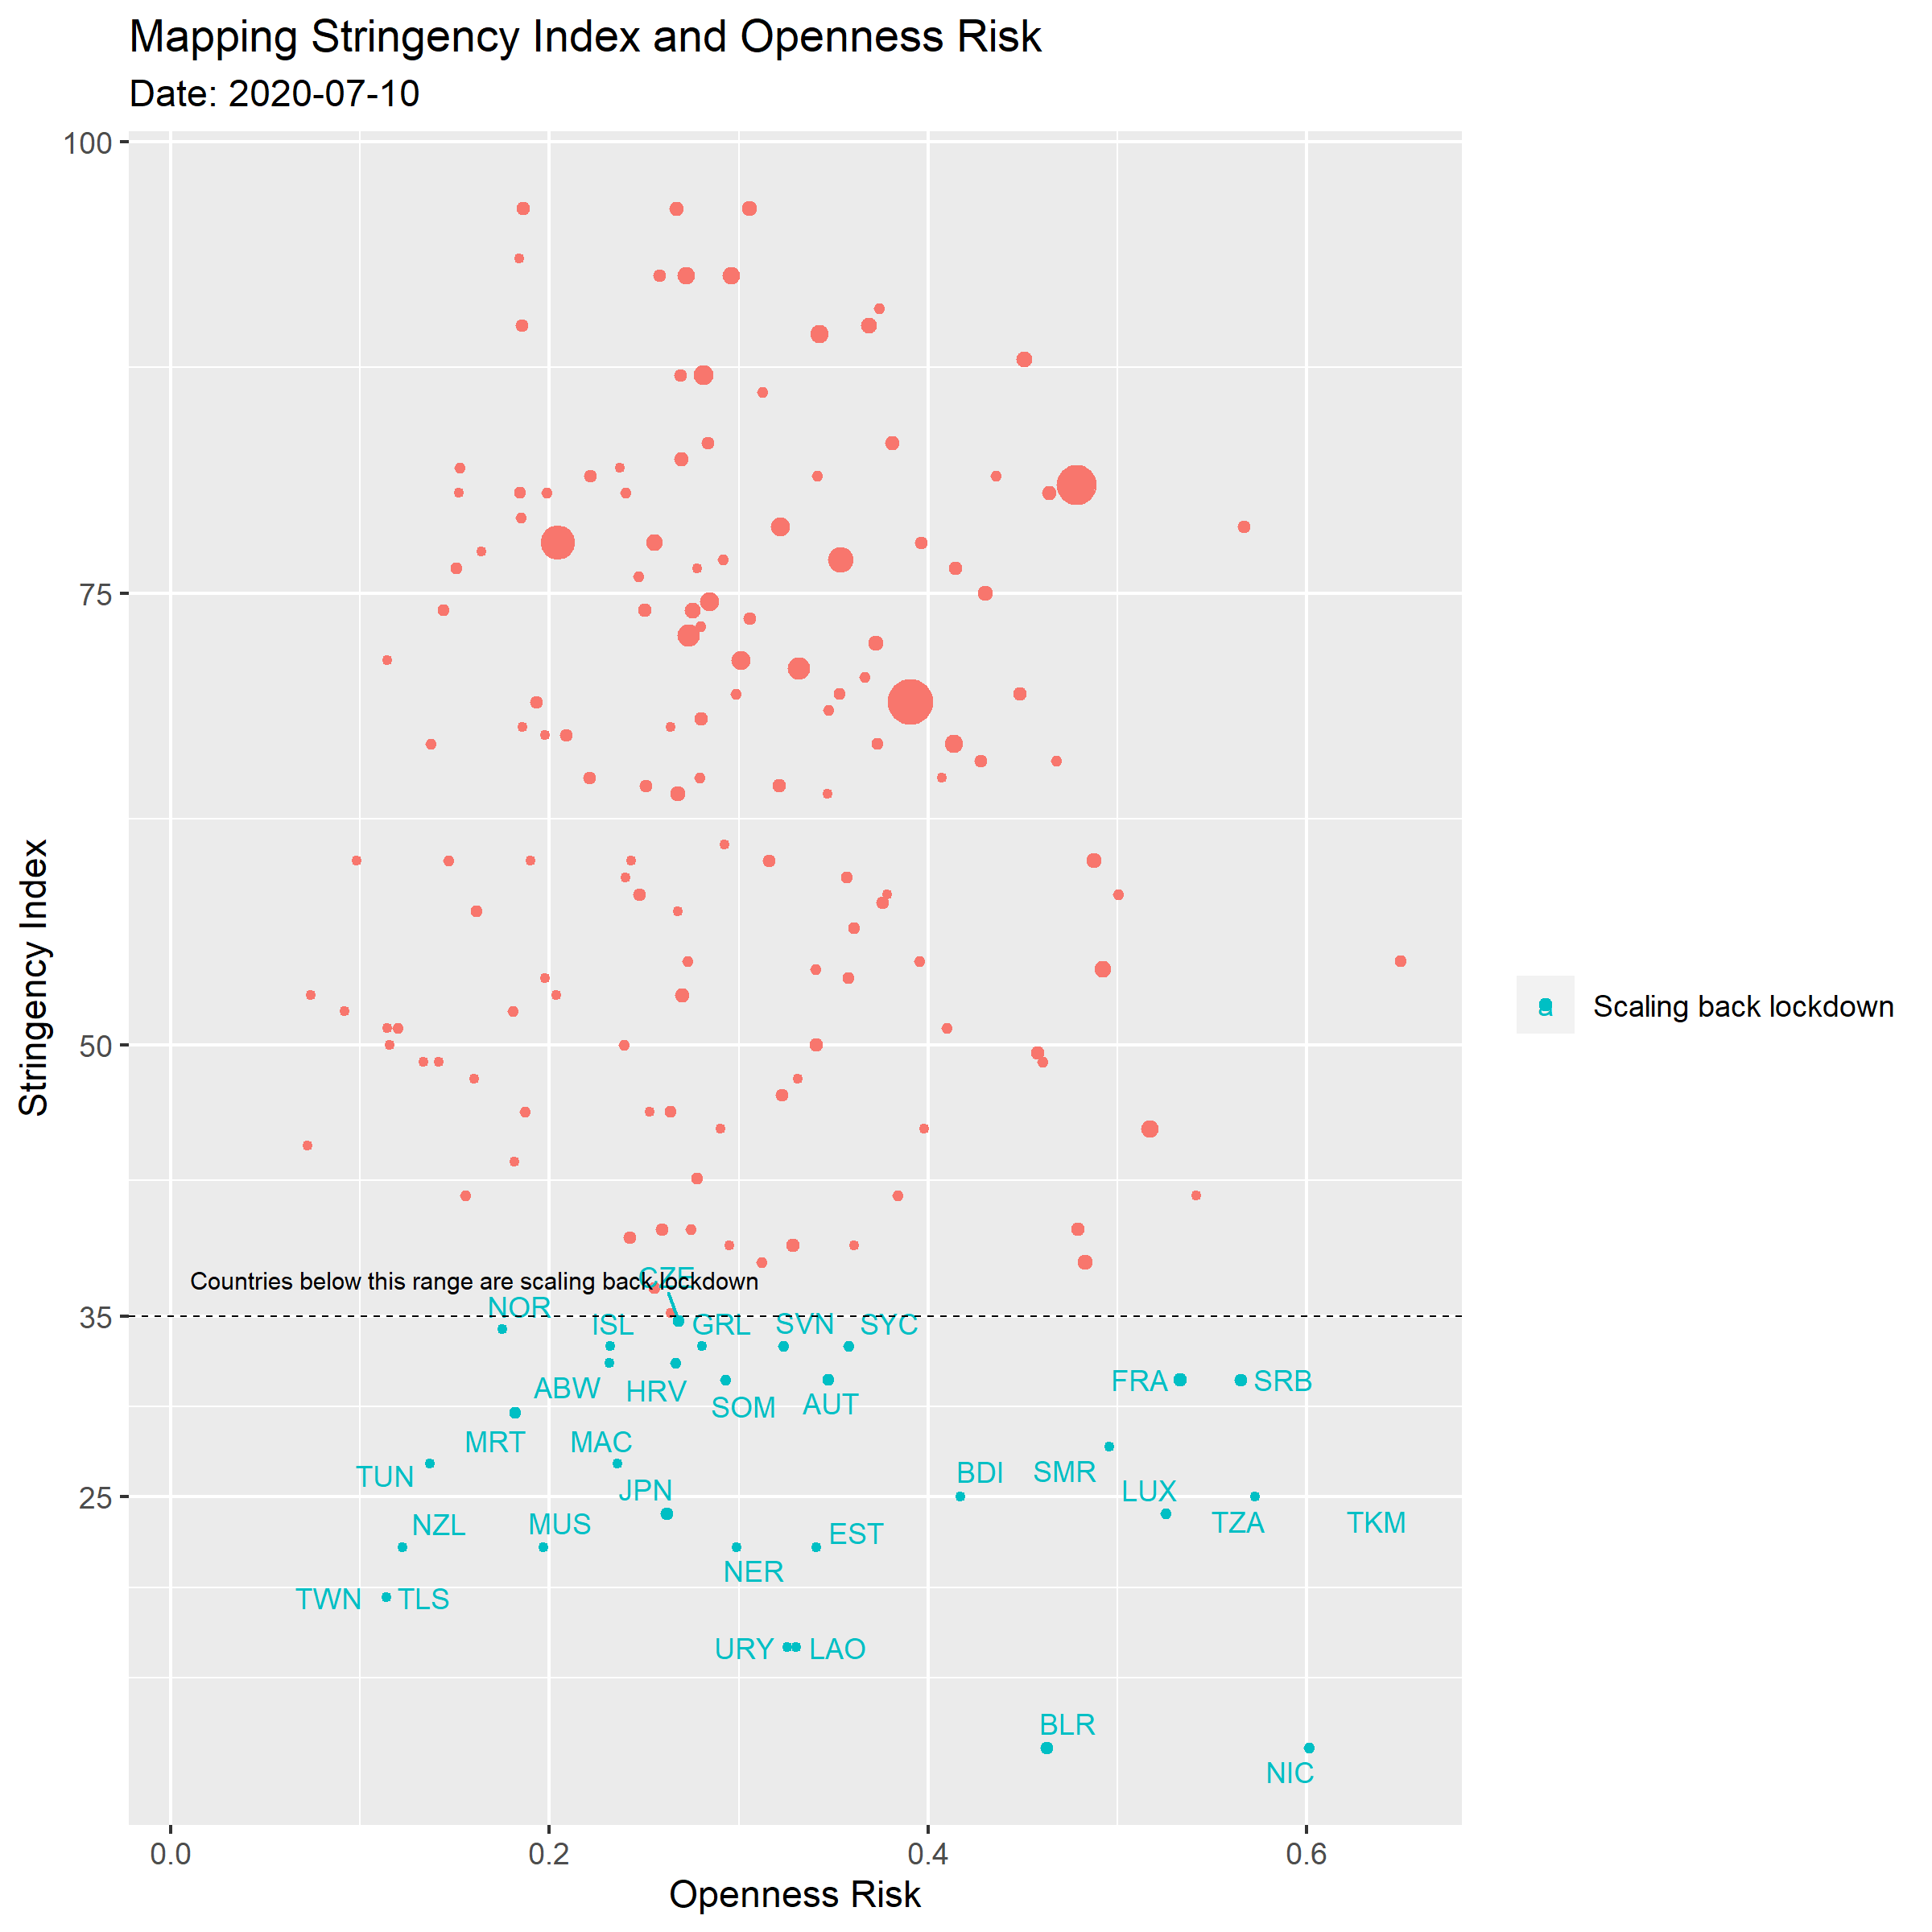 Mapping Stringency Index and Openness Risk
Date: 2020-07-10
100
75
50
35
25
Stringency Index
Countries below this range are scaling back lockdown
CZE
NOR
ISL
GRL
SVN
SYC
ABW
HRV
SOM
AUT
FRA
SRB
MRT
MAC
TUN
JPN
BDI
SMR
LUX
NZL
MUS
EST
TZA
TKM
NER
TWN
TLS
URY
LAO
BLR
NIC
0.0
0.2
0.4
0.6
Openness Risk
a
Scaling back lockdown